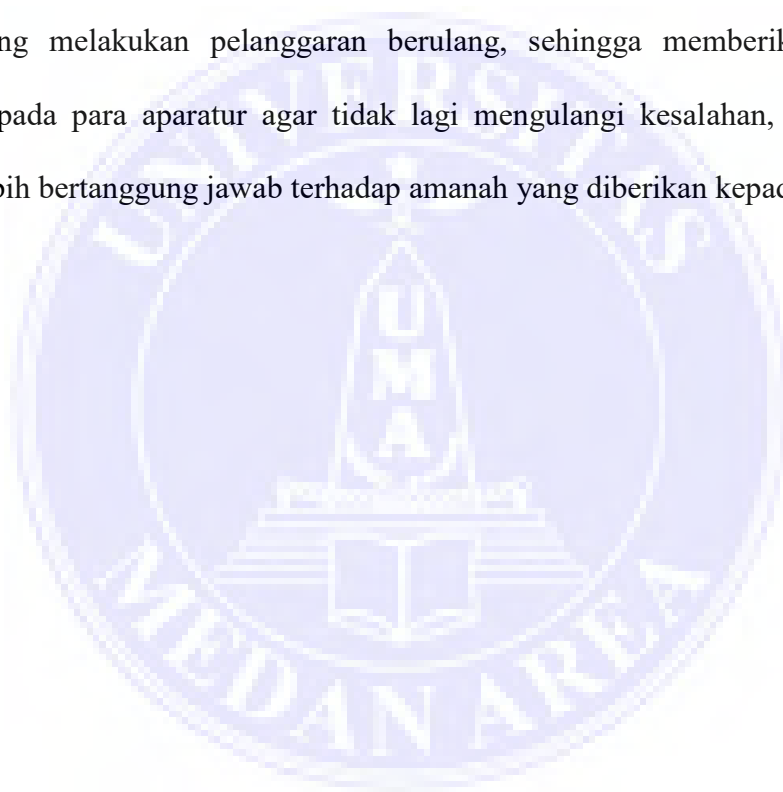 ng melakukan pelanggaran berulang, sehingga memberik
pada para aparatur agar tidak lagi mengulangi kesalahan,
bih bertanggung jawab terhadap amanah yang diberikan kepad
UNIVERSITAS
UMA
MEDAN AREA